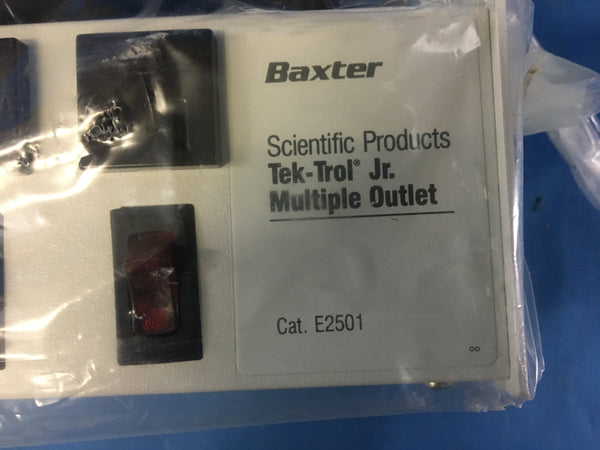 Baxter
Scientific Products
Tek-Trol® Jr.
Multiple Outlet
Cat. E2501